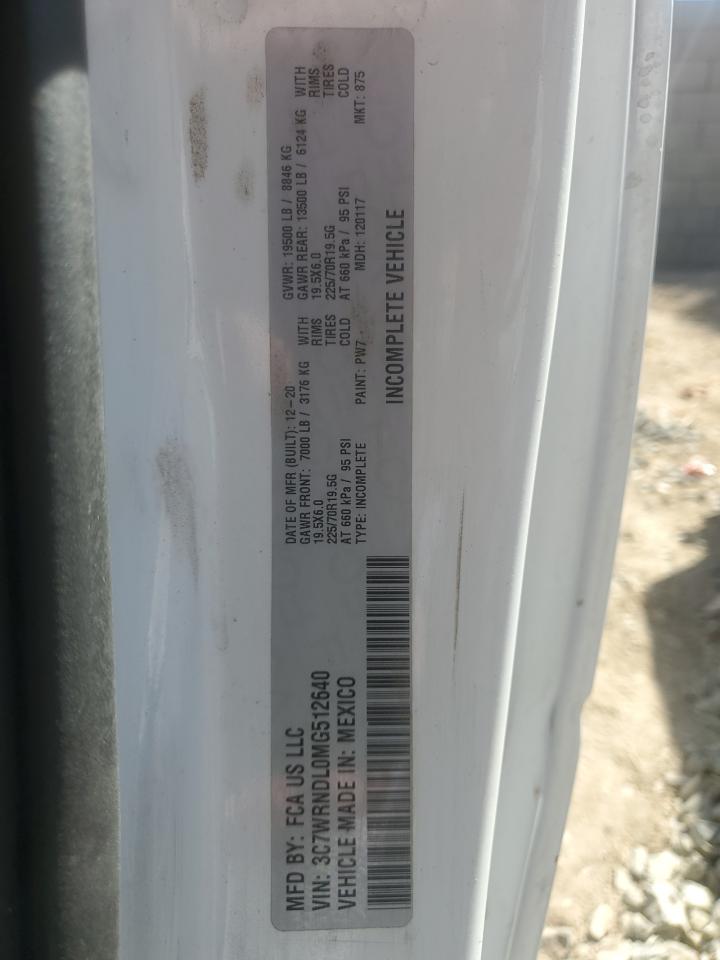 MFD BY: FCA US LLC
VIN: 3C7WRNDL0MG512640
VEHICLE MADE IN: MEXICO
DATE OF MFR (BUILT): 12-20
GAWR FRONT: 7000 LB / 3176 KG WITH
19.5X6.0 RIMS
225/70R19.5G TIRES
AT 660 kPa / 95 PSI COLD
TYPE: INCOMPLETE
GVWR: 19500 LB / 8846 KG
GAWR REAR: 13500 LB / 6124 KG WITH
19.5X6.0 RIMS
225/70R19.5G TIRES
AT 660 kPa / 95 PSI COLD
PAINT: PW7 MDH: 120117 MKT: 875
INCOMPLETE VEHICLE